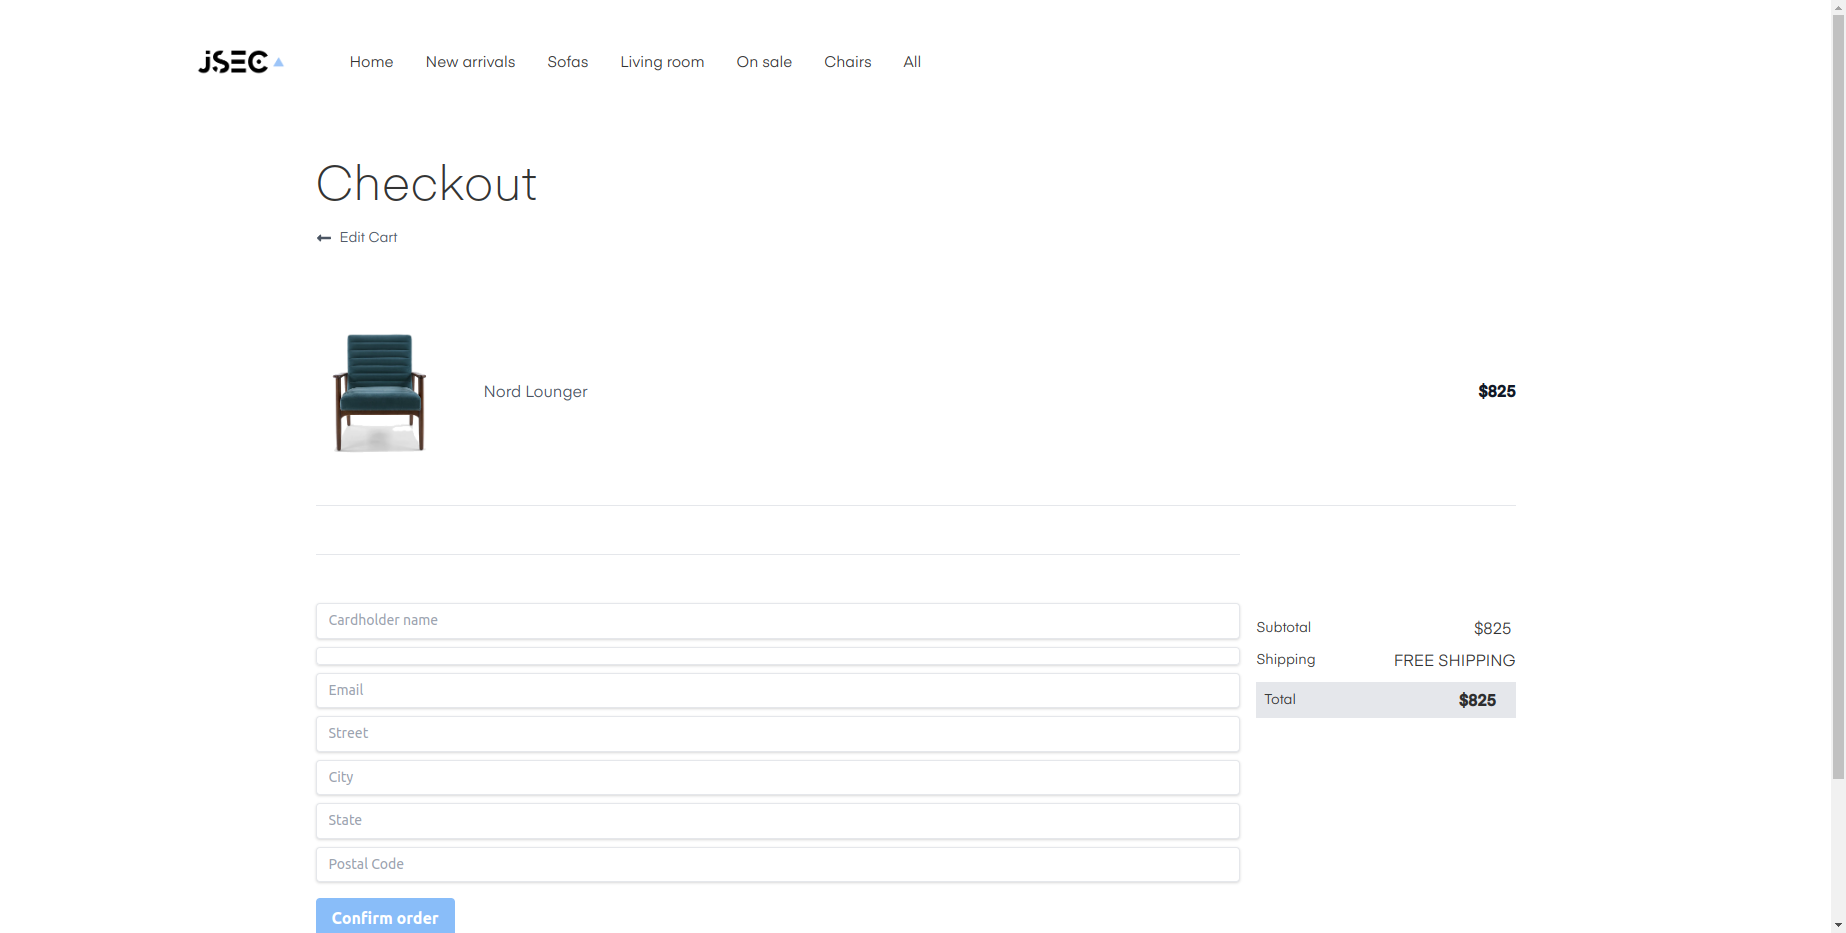 jSEC
Home New arrivals Sofas Living room On sale Chairs All
Checkout
Edit Cart
Nord Lounger $825
Cardholder name
Email
Street
City
State
Postal Code
Confirm order
Subtotal $825
Shipping FREE SHIPPING
Total $825